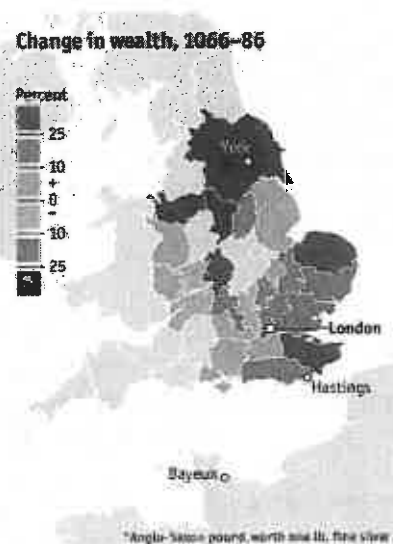 Change in wealth, 1066–86
Percent
25
10
+
0
-
10
25
York
London
Hastings
Bayeux
*Anglo-Saxon pound, worth one lb. fine silver